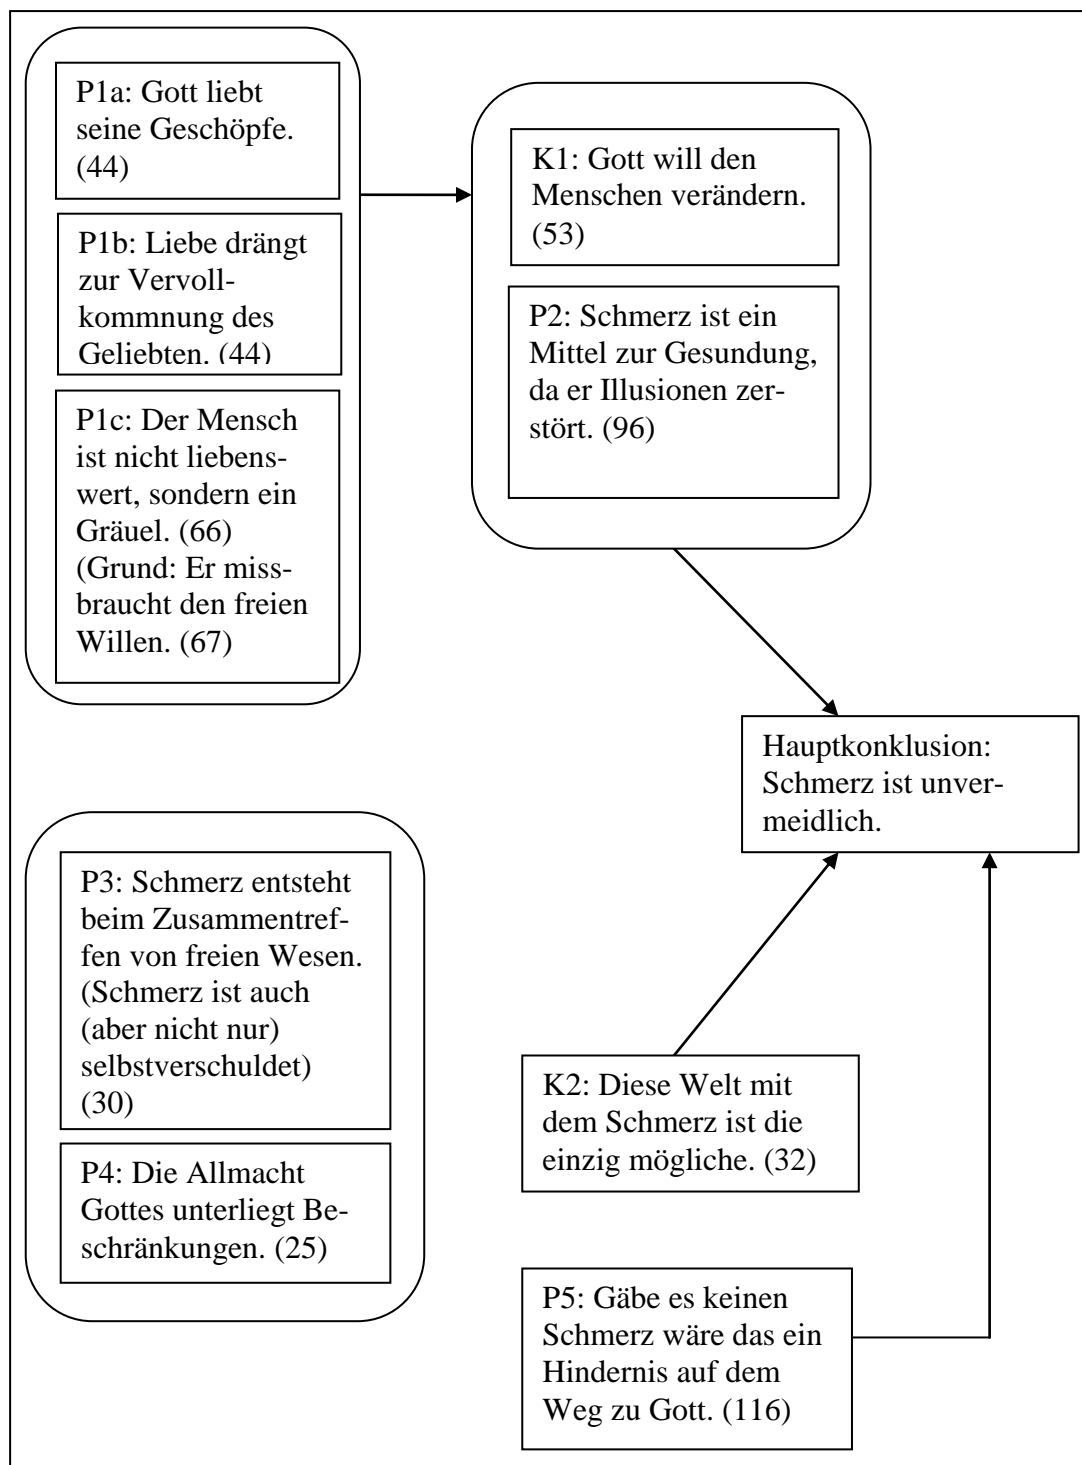 P1a: Gott liebt
seine Geschöpfe.
(44)
P1b: Liebe drängt
zur Vervoll-
kommnung des
Geliebten. (44)
P1c: Der Mensch
ist nicht liebens-
wert, sondern ein
Gräuel. (66)
(Grund: Er miss-
braucht den freien
Willen. (67)
K1: Gott will den
Menschen verändern.
(53)
P2: Schmerz ist ein
Mittel zur Gesundung,
da er Illusionen zer-
stört. (96)
Hauptkonklusion:
Schmerz ist unver-
meidlich.
P3: Schmerz entsteht
beim Zusammentref-
fen von freien Wesen.
(Schmerz ist auch
(aber nicht nur)
selbstverschuldet)
(30)
P4: Die Allmacht
Gottes unterliegt Be-
schränkungen. (25)
K2: Diese Welt mit
dem Schmerz ist die
einzig mögliche. (32)
P5: Gäbe es keinen
Schmerz wäre das ein
Hindernis auf dem
Weg zu Gott. (116)